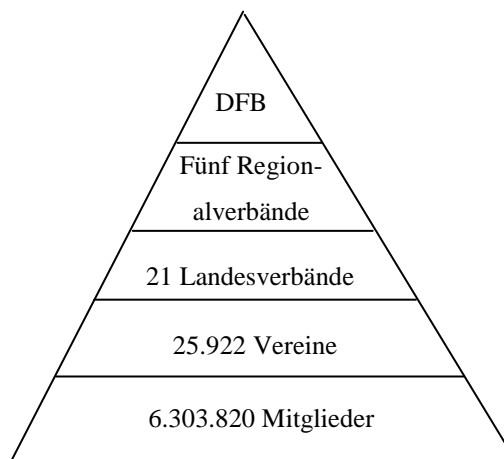 DFB
Fünf Region-
alverbände
21 Landesverbände
25.922 Vereine
6.303.820 Mitglieder